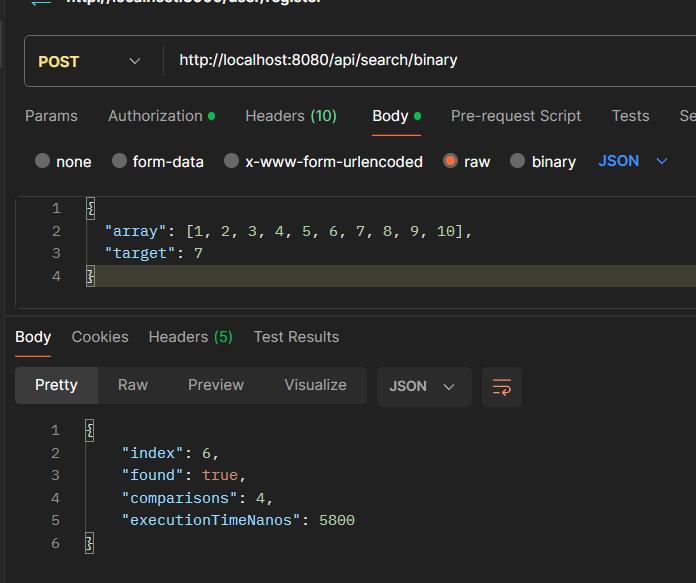 http://localhost:8080/api/search/binary
POST
Params Authorization Headers (10) Body Pre-request Script Tests Se
none form-data x-www-form-urlencoded raw binary JSON
1 {
2 "array": [1, 2, 3, 4, 5, 6, 7, 8, 9, 10],
3 "target": 7
4 }
Body Cookies Headers (5) Test Results
Pretty Raw Preview Visualize JSON
1 {
2 "index": 6,
3 "found": true,
4 "comparisons": 4,
5 "executionTimeNanos": 5800
6 }